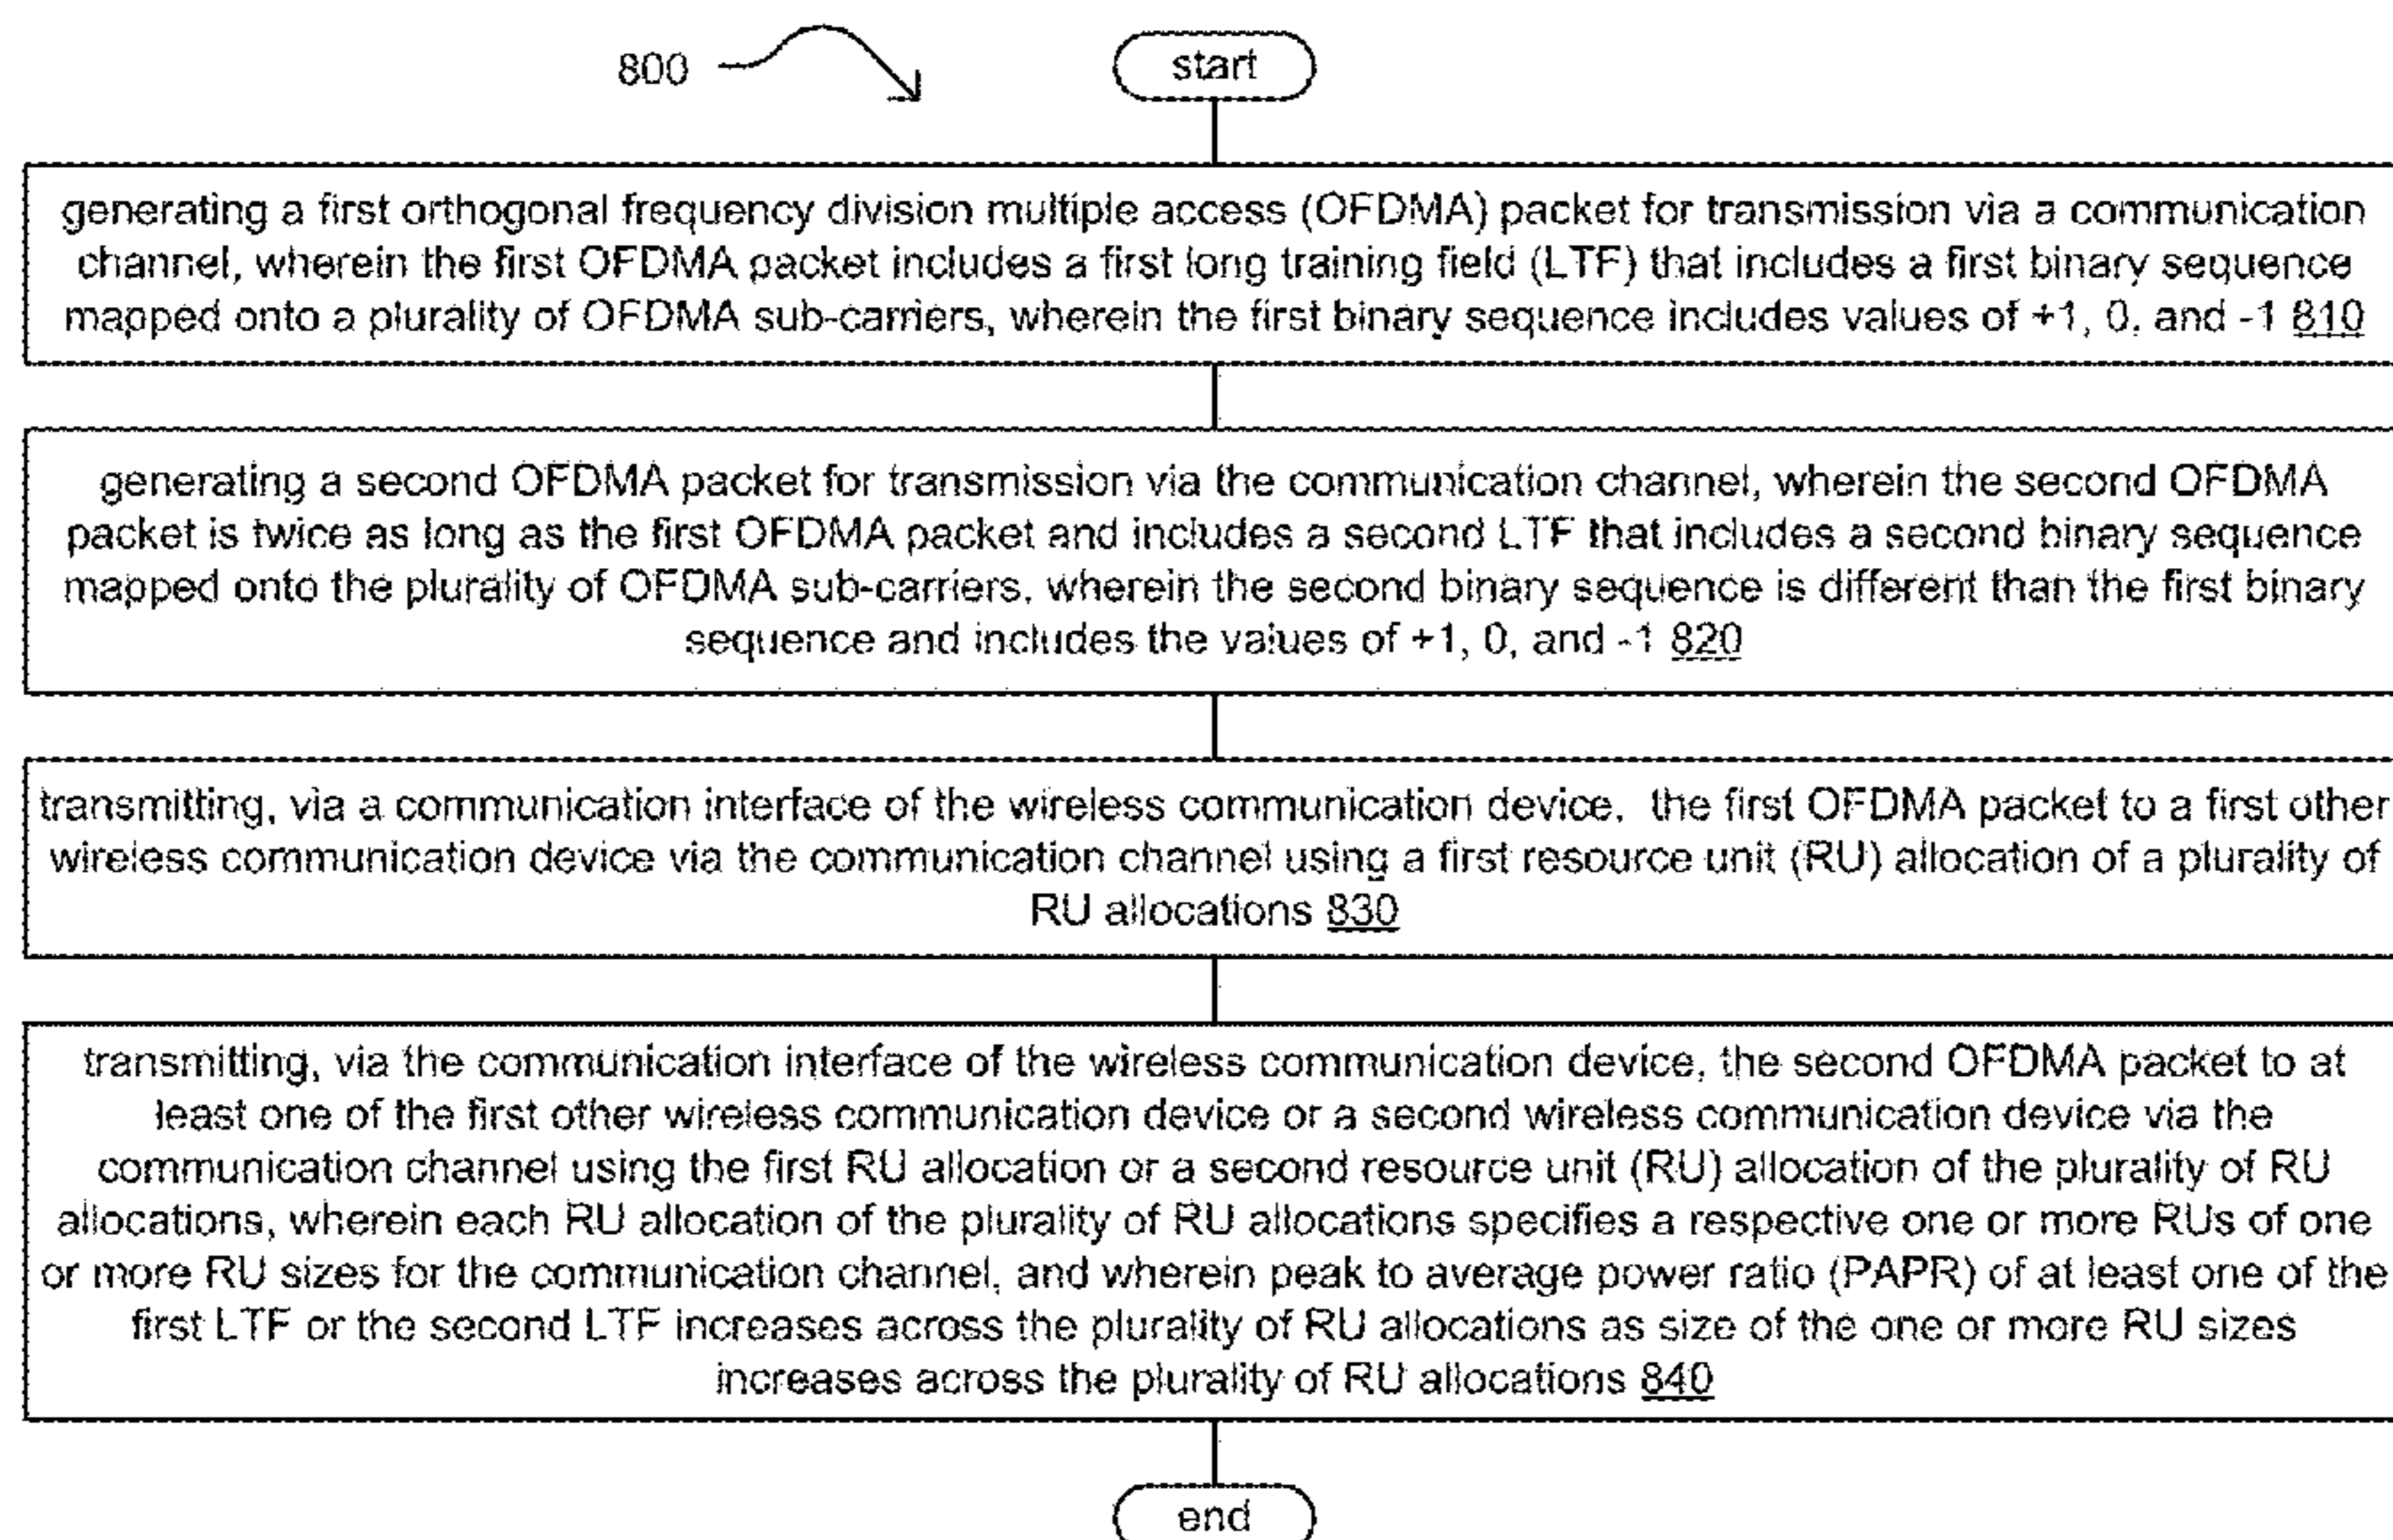 800
start
generating a first orthogonal frequency division multiple access (OFDMA) packet for transmission via a communication
channel, wherein the first OFDMA packet includes a first long training field (LTF) that includes a first binary sequence
mapped onto a plurality of OFDMA sub-carriers, wherein the first binary sequence includes values of +1, 0, and -1 810
generating a second OFDMA packet for transmission via the communication channel, wherein the second OFDMA
packet is twice as long as the first OFDMA packet and includes a second LTF that includes a second binary sequence
mapped onto the plurality of OFDMA sub-carriers, wherein the second binary sequence is different than the first binary
sequence and includes the values of +1, 0, and -1 820
transmitting, via a communication interface of the wireless communication device, the first OFDMA packet to a first other
wireless communication device via the communication channel using a first resource unit (RU) allocation of a plurality of
RU allocations 830
transmitting, via the communication interface of the wireless communication device, the second OFDMA packet to at
least one of the first other wireless communication device or a second wireless communication device via the
communication channel using the first RU allocation or a second resource unit (RU) allocation of the plurality of RU
allocations, wherein each RU allocation of the plurality of RU allocations specifies a respective one or more RUs of one
or more RU sizes for the communication channel, and wherein peak to average power ratio (PAPR) of at least one of the
first LTF or the second LTF increases across the plurality of RU allocations as size of the one or more RU sizes
increases across the plurality of RU allocations 840
end